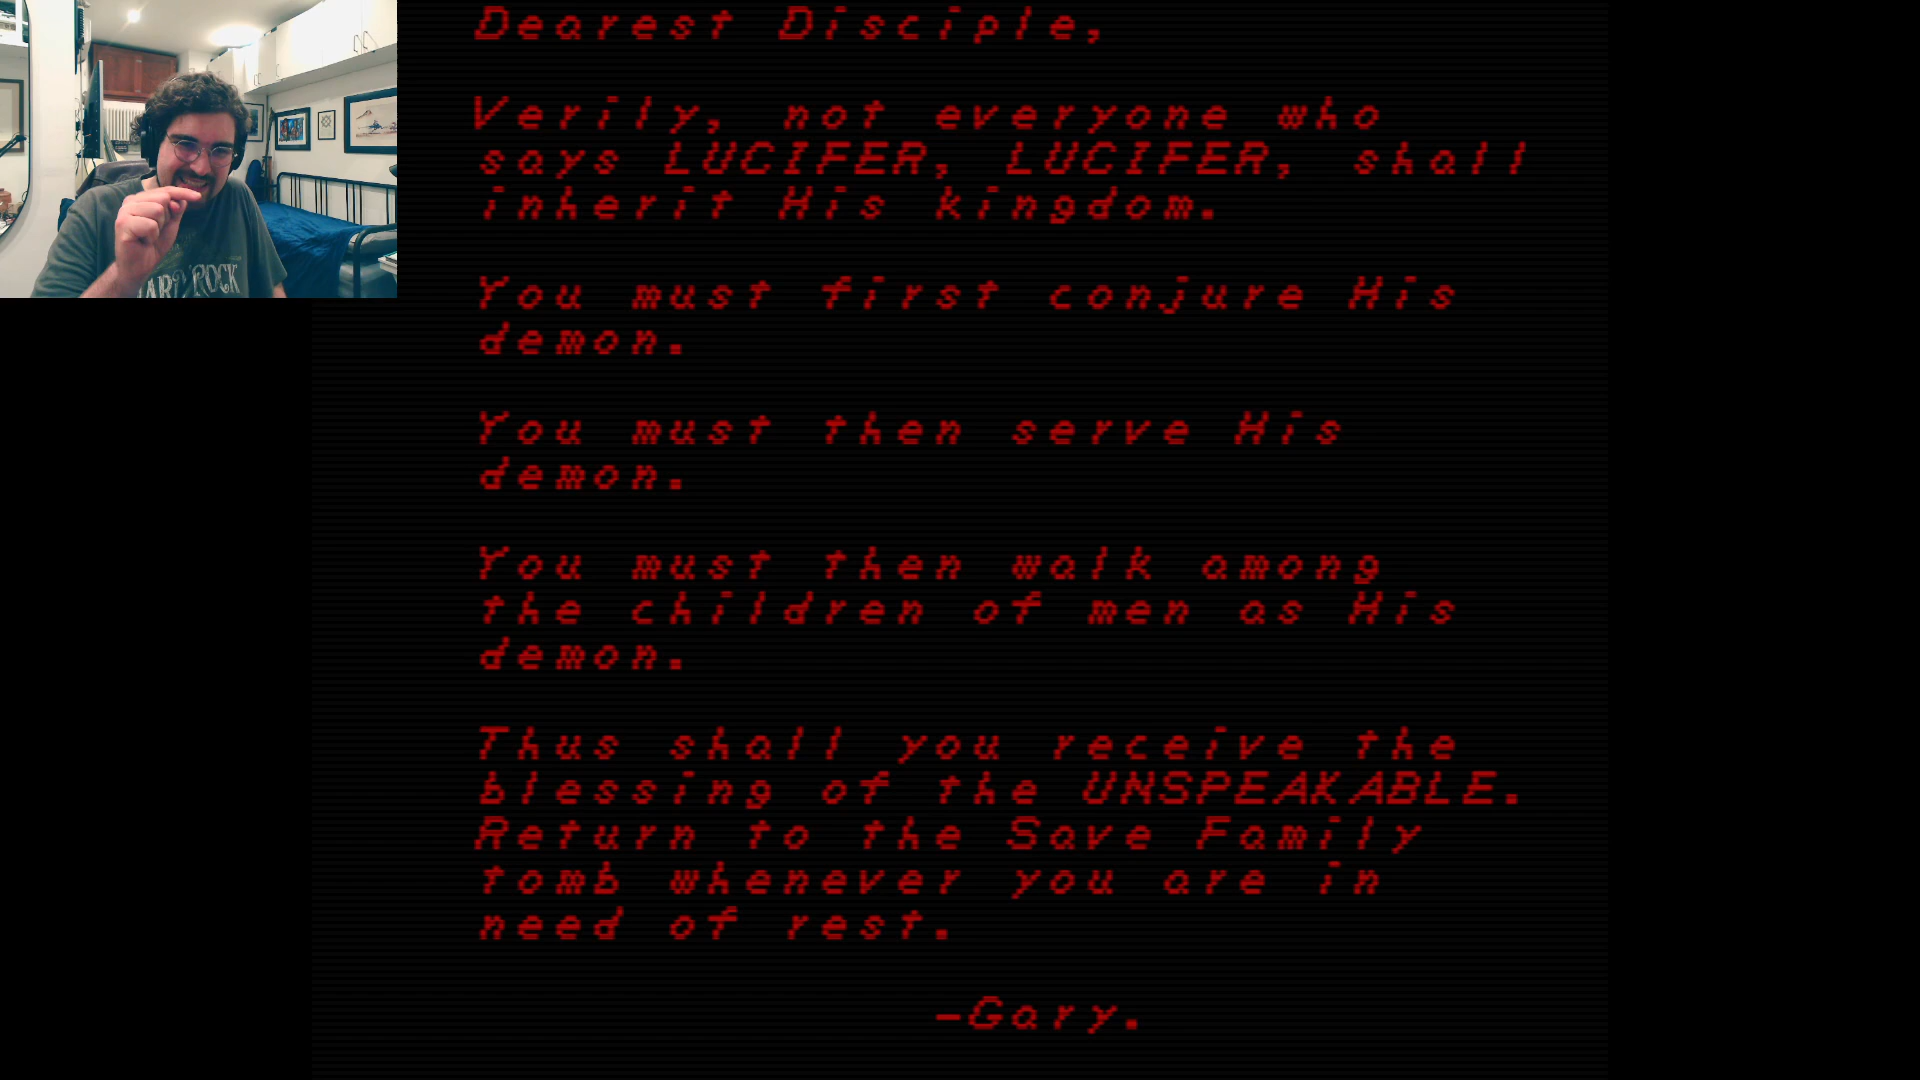 Dearest Disciple,
Verily, not everyone who
says LUCIFER, LUCIFER, shall
inherit His kingdom.
You must first conjure His
demon.
You must then serve His
demon.
You must then walk among
the children of men as His
demon.
Thus shall you receive the
blessing of the UNSPEAKABLE.
Return to the Save Family
tomb whenever you are in
need of rest.
-Gary.
ROCK